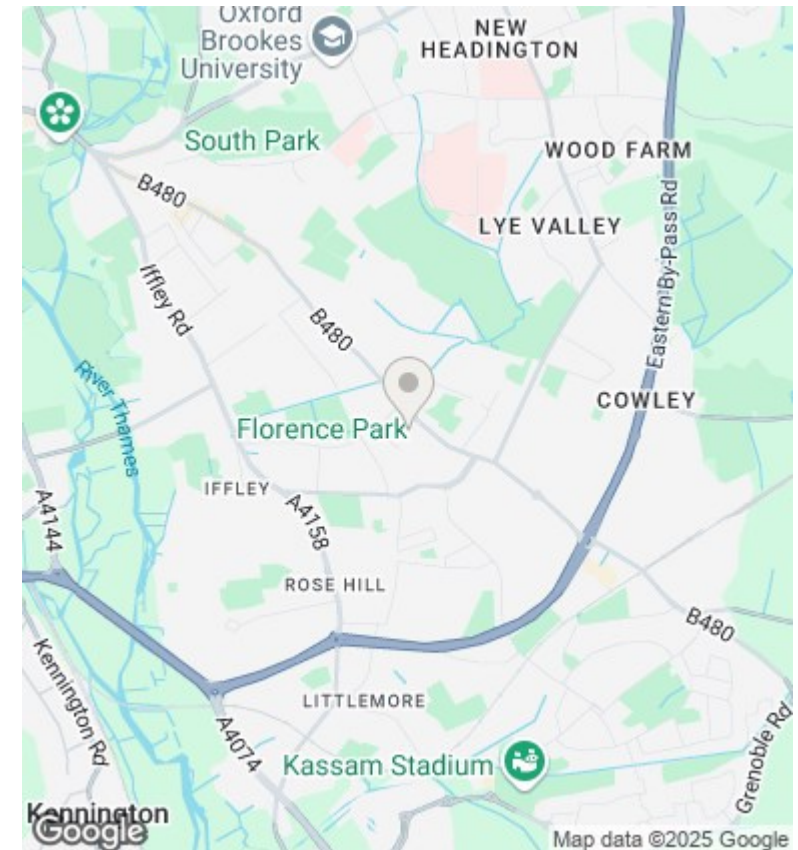 Oxford
Brookes
University
NEW
HEADINGTON
South Park
WOOD FARM
B480
LYE VALLEY
Eastern By-Pass Rd
Iffley Rd
B480
River Thames
COWLEY
Florence Park
IFFLEY
A4144
A4158
ROSE HILL
B480
Kennington Rd
LITTLEMORE
A4074
Kassam Stadium
Grenoble Rd
Kennington
Google
Map data ©2025 Google